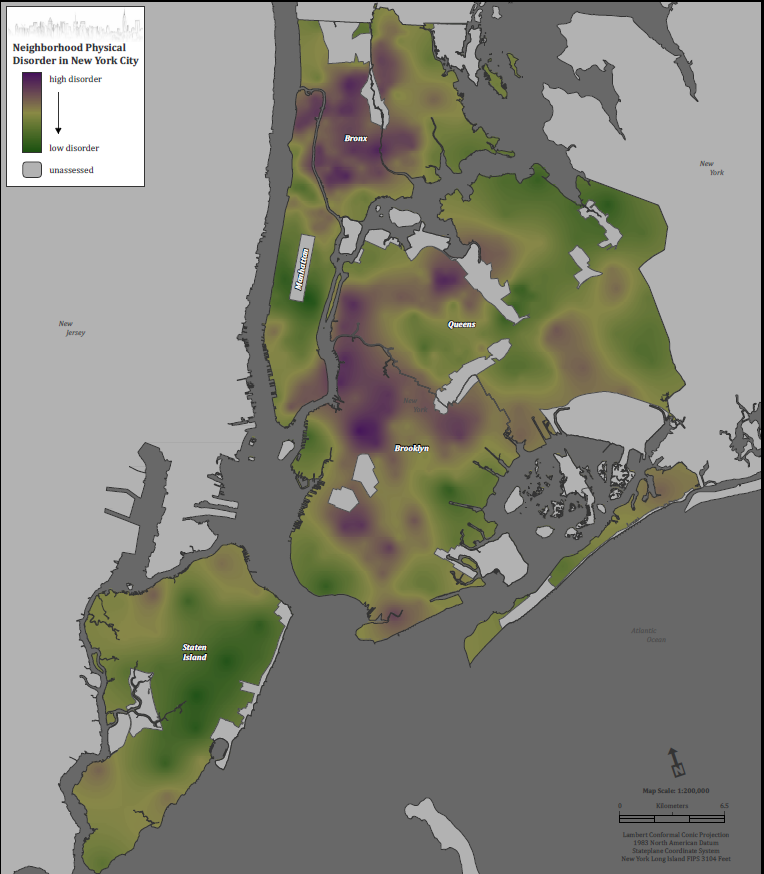 Neighborhood Physical
Disorder in New York City
high disorder
low disorder
unassessed
Bronx
New
York
Manhattan
New
Jersey
Queens
New
York
Brooklyn
Atlantic
Ocean
Staten
Island
N
Map Scale: 1:200,000
0 Kilometers 6.5
Lambert Conformal Conic Projection
1983 North American Datum
Stateplane Coordinate System
New York Long Island FIPS 3104 Feet